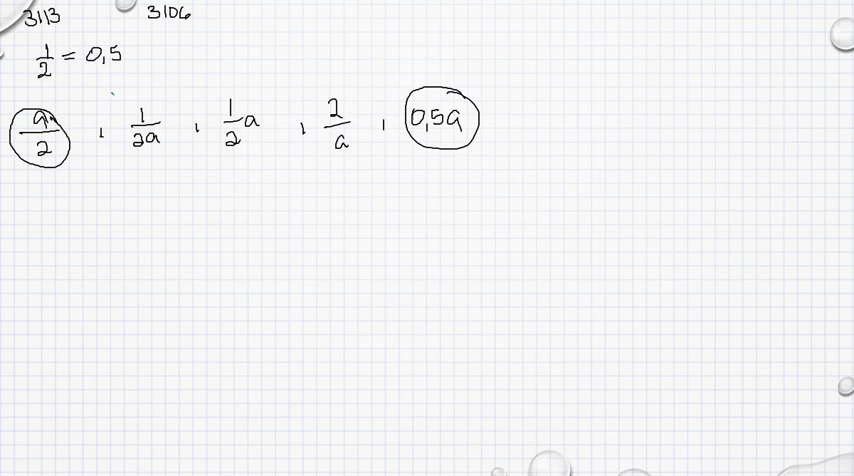 3113 3106
1/2 = 0,5
a/2 , 1/2a , 1/2 a , 2/a , 0,5a